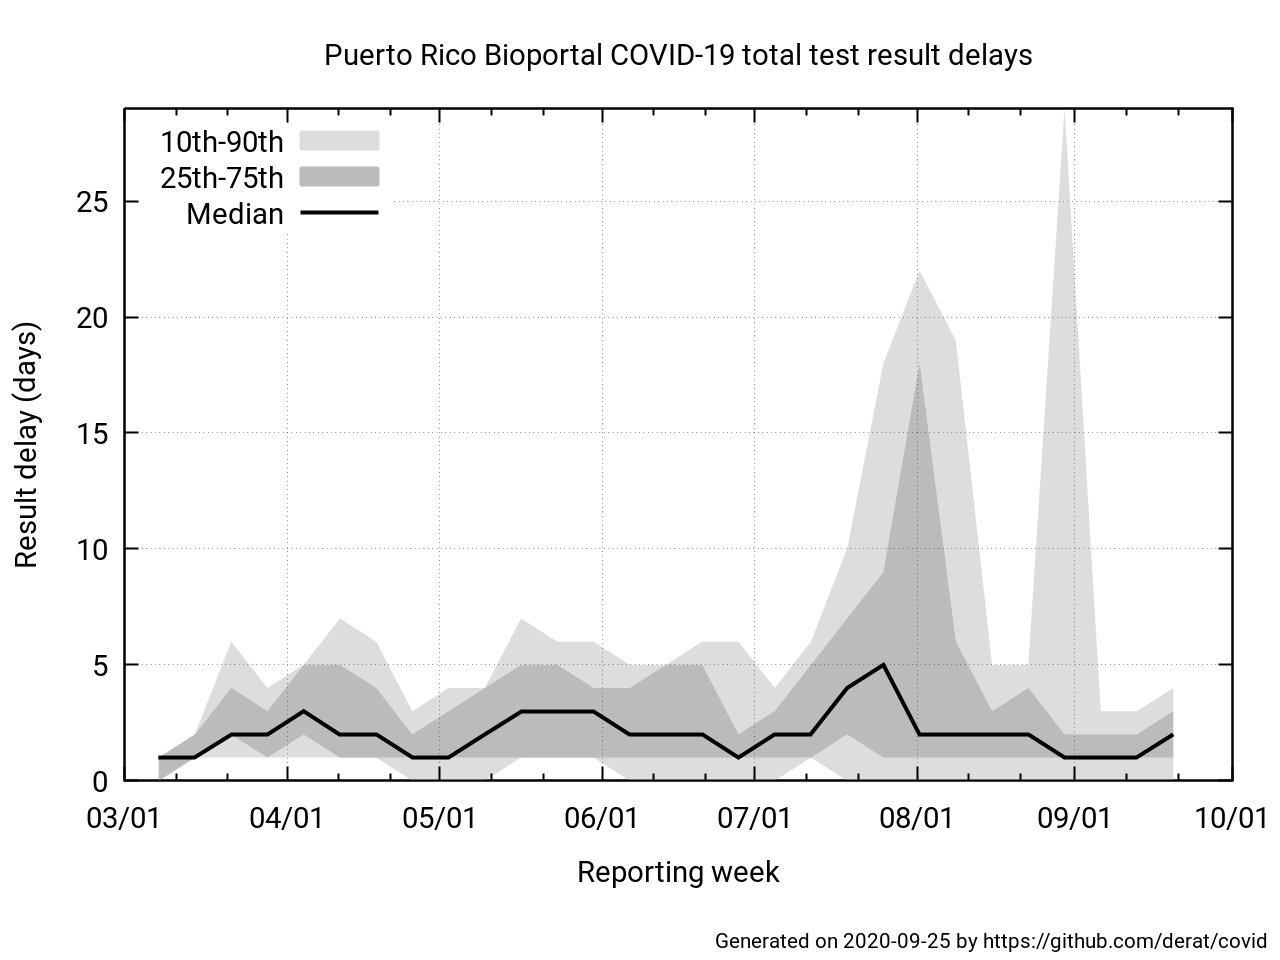 Puerto Rico Bioportal COVID-19 total test result delays
10th-90th
25th-75th
Median
25
20
15
10
5
0
Result delay (days)
03/01 04/01 05/01 06/01 07/01 08/01 09/01 10/01
Reporting week
Generated on 2020-09-25 by https://github.com/derat/covid